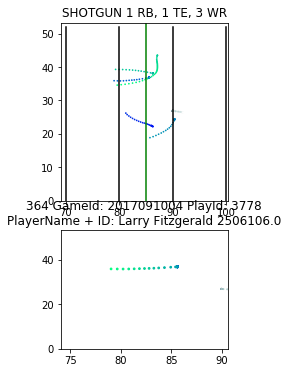 SHOTGUN 1 RB, 1 TE, 3 WR
50
40
30
20
10
0
70 80 90 100
364 GameId: 2017091004 PlayId: 3778
PlayerName + ID: Larry Fitzgerald 2506106.0
40
20
0
75 80 85 90